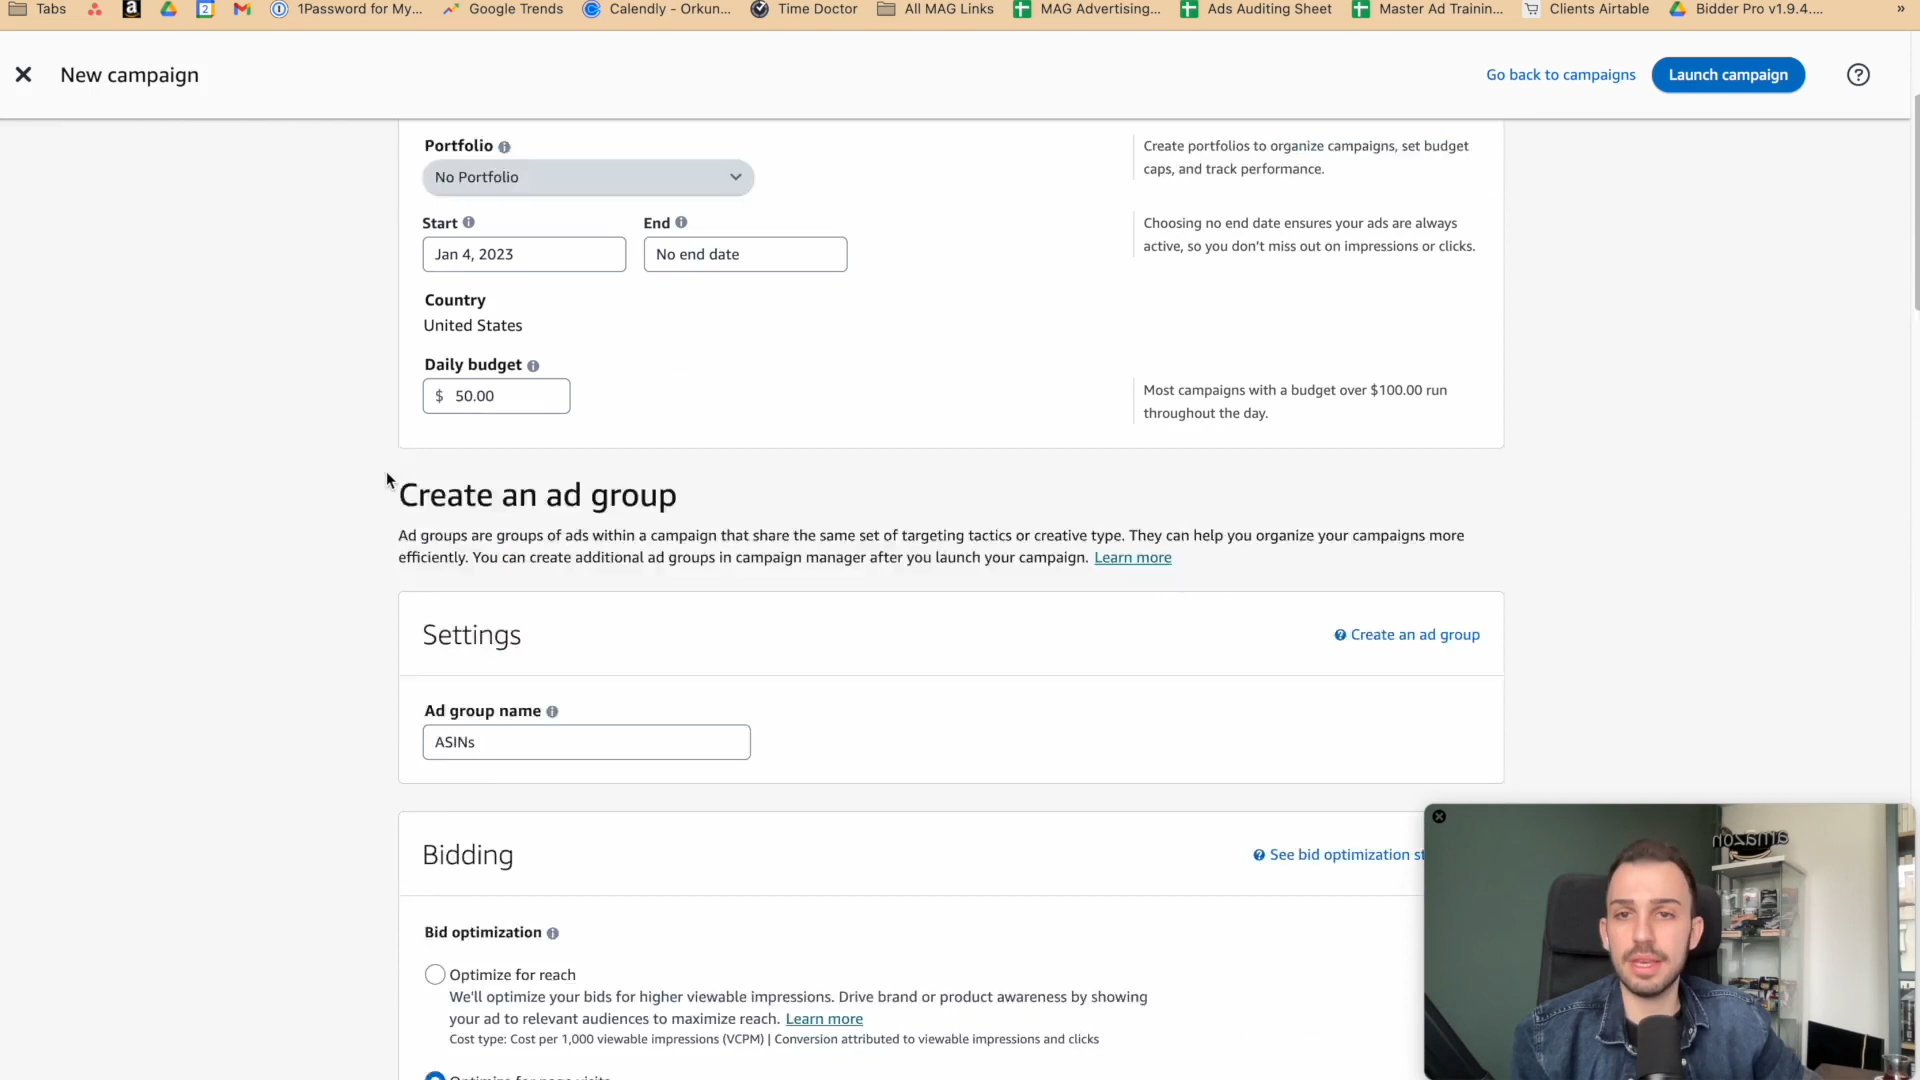 Tabs
a
2
1Password for My...
Google Trends
Calendly - Orkun...
Time Doctor
All MAG Links
MAG Advertising...
Ads Auditing Sheet
Master Ad Trainin...
Clients Airtable
Bidder Pro v1.9.4....
»
New campaign
Go back to campaigns
Launch campaign
?
Portfolio
No Portfolio
Create portfolios to organize campaigns, set budget
caps, and track performance.
Start
End
Jan 4, 2023
No end date
Choosing no end date ensures your ads are always
active, so you don't miss out on impressions or clicks.
Country
United States
Daily budget
$ 50.00
Most campaigns with a budget over $100.00 run
throughout the day.
Create an ad group
Ad groups are groups of ads within a campaign that share the same set of targeting tactics or creative type. They can help you organize your campaigns more
efficiently. You can create additional ad groups in campaign manager after you launch your campaign. Learn more
Settings
Create an ad group
Ad group name
ASINs
Bidding
See bid optimization st
Bid optimization
Optimize for reach
We'll optimize your bids for higher viewable impressions. Drive brand or product awareness by showing
your ad to relevant audiences to maximize reach. Learn more
Cost type: Cost per 1,000 viewable impressions (VCPM) | Conversion attributed to viewable impressions and clicks
Optimize for page visits
amazon